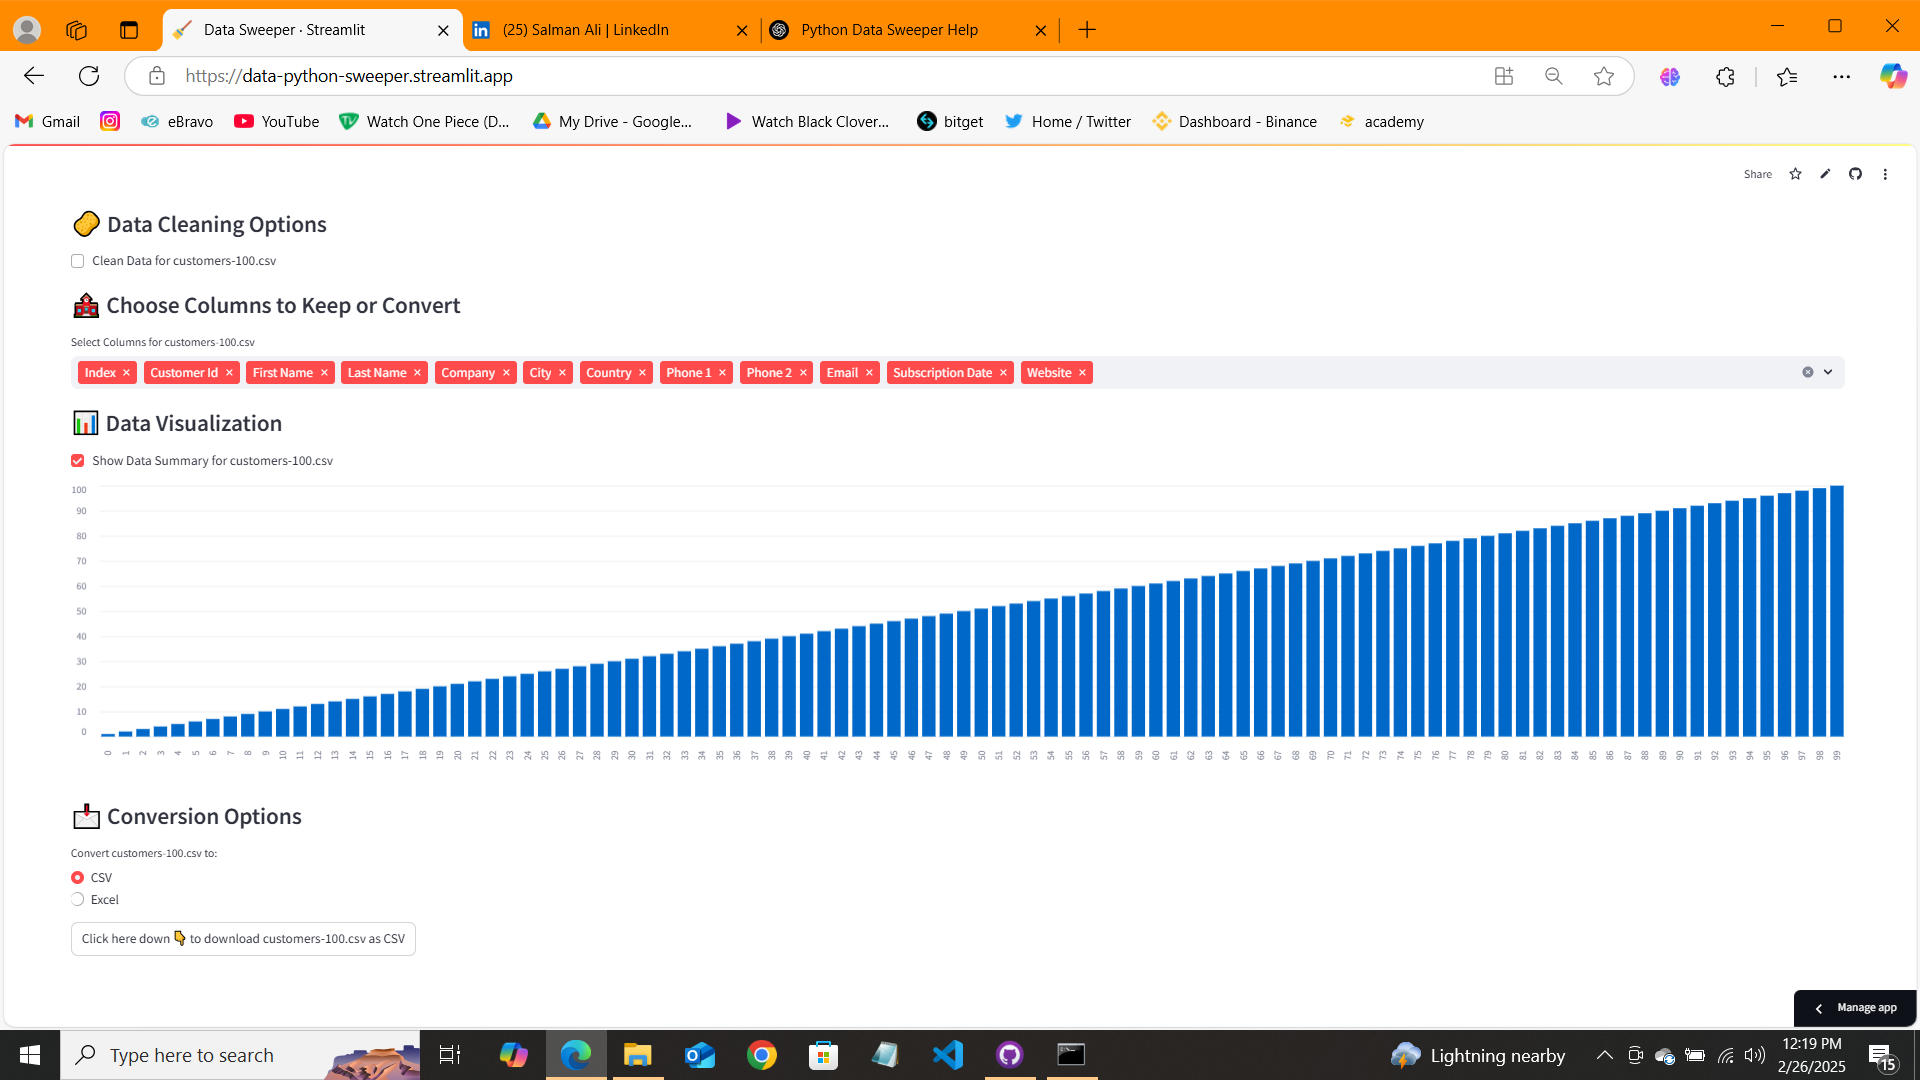 Data Sweeper · Streamlit
(25) Salman Ali | LinkedIn
Python Data Sweeper Help
https://data-python-sweeper.streamlit.app
Gmail
eBravo
YouTube
Watch One Piece (D...
My Drive - Google...
Watch Black Clover...
bitget
Home / Twitter
Dashboard - Binance
academy
Share
Data Cleaning Options
Clean Data for customers-100.csv
Choose Columns to Keep or Convert
Select Columns for customers-100.csv
Index × Customer Id × First Name × Last Name × Company × City × Country × Phone 1 × Phone 2 × Email × Subscription Date × Website ×
Data Visualization
Show Data Summary for customers-100.csv
100
90
80
70
60
50
40
30
20
10
0
0 1 2 3 4 5 6 7 8 9 10 11 12 13 14 15 16 17 18 19 20 21 22 23 24 25 26 27 28 29 30 31 32 33 34 35 36 37 38 39 40 41 42 43 44 45 46 47 48 49 50 51 52 53 54 55 56 57 58 59 60 61 62 63 64 65 66 67 68 69 70 71 72 73 74 75 76 77 78 79 80 81 82 83 84 85 86 87 88 89 90 91 92 93 94 95 96 97 98 99
Conversion Options
Convert customers-100.csv to:
CSV
Excel
Click here down 👇 to download customers-100.csv as CSV
Manage app
Type here to search
Lightning nearby
12:19 PM
2/26/2025
15